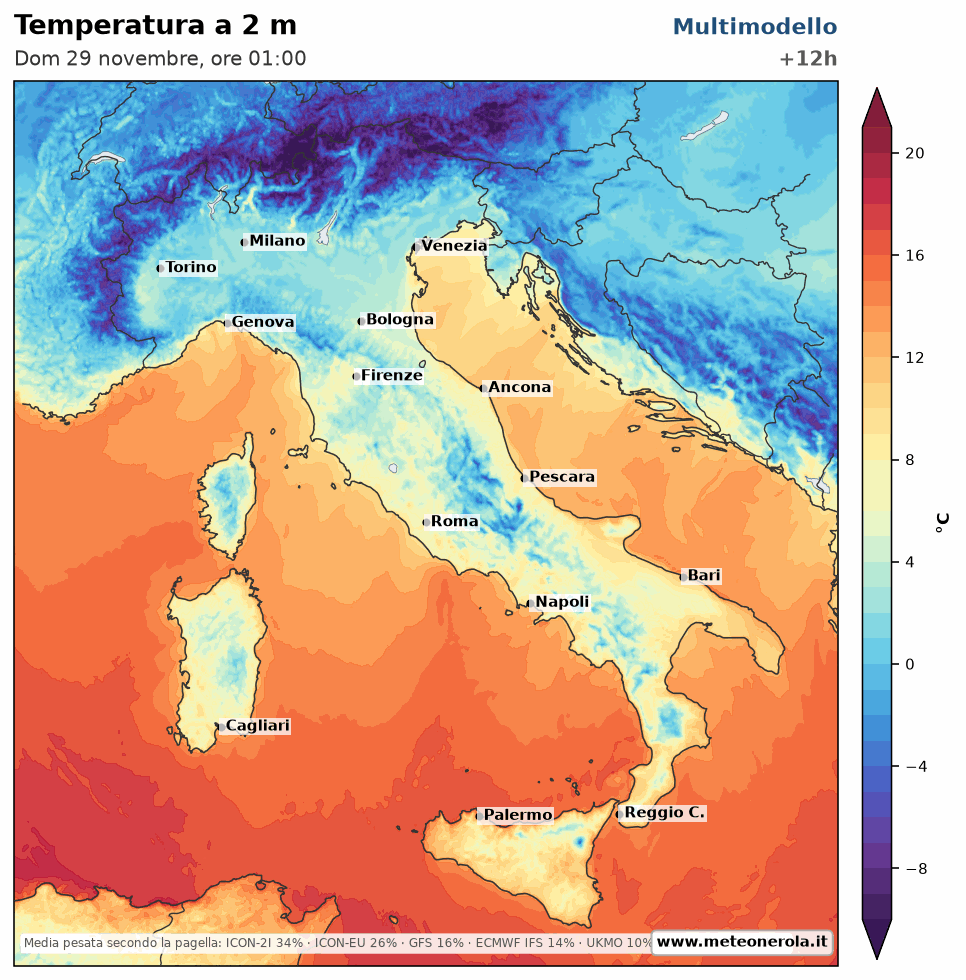 Temperatura a 2 m
Multimodello
Dom 29 novembre, ore 01:00
+12h
20
16
12
8
4
0
−4
−8
°C
Milano
Venezia
Torino
Genova
Bologna
Firenze
Ancona
Pescara
Roma
Bari
Napoli
Cagliari
Palermo
Reggio C.
Media pesata secondo la pagella: ICON-2I 34% · ICON-EU 26% · GFS 16% · ECMWF IFS 14% · UKMO 10%
www.meteonerola.it